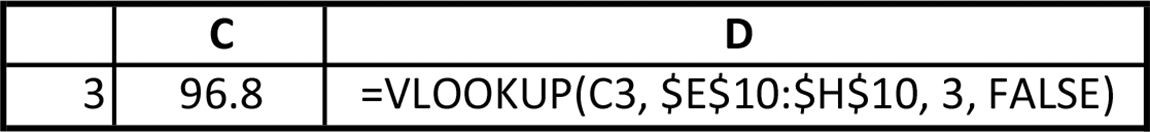 C D
3 96.8 =VLOOKUP(C3, $E$10:$H$10, 3, FALSE)